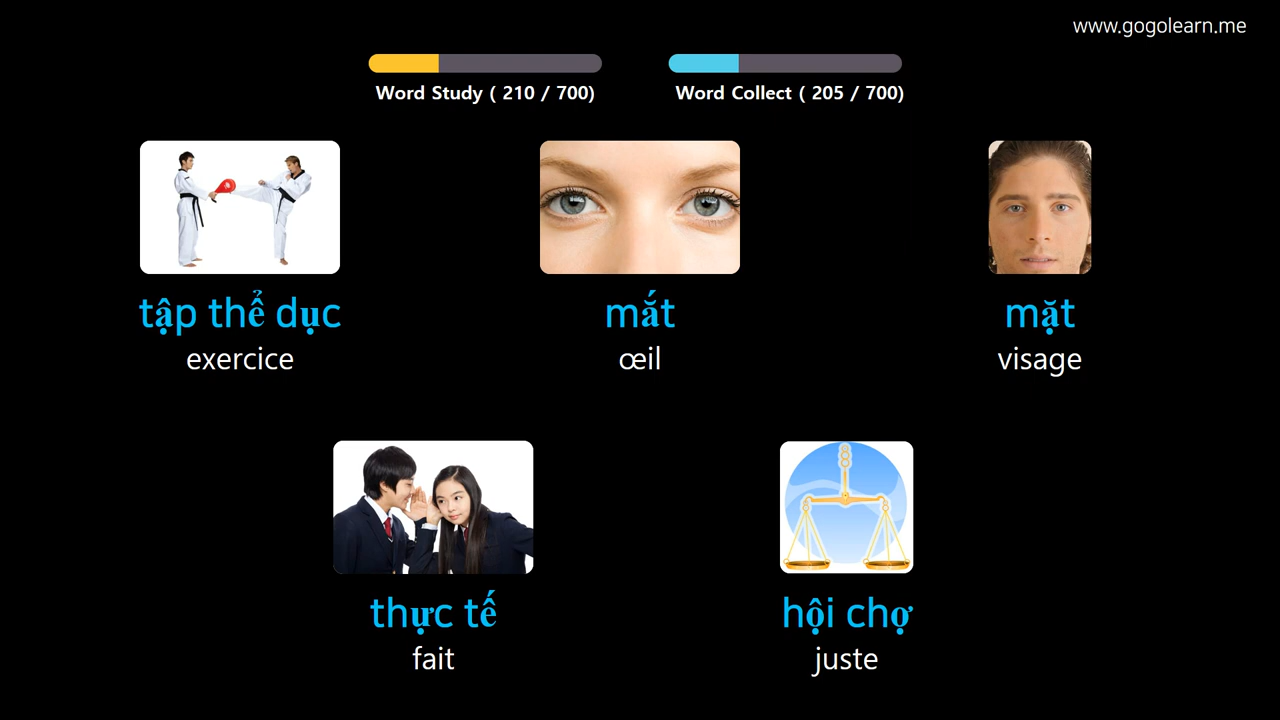 www.gogolearn.me
Word Study ( 210 / 700)
Word Collect ( 205 / 700)
tập thể dục
exercice
mắt
œil
mặt
visage
thực tế
fait
hội chợ
juste